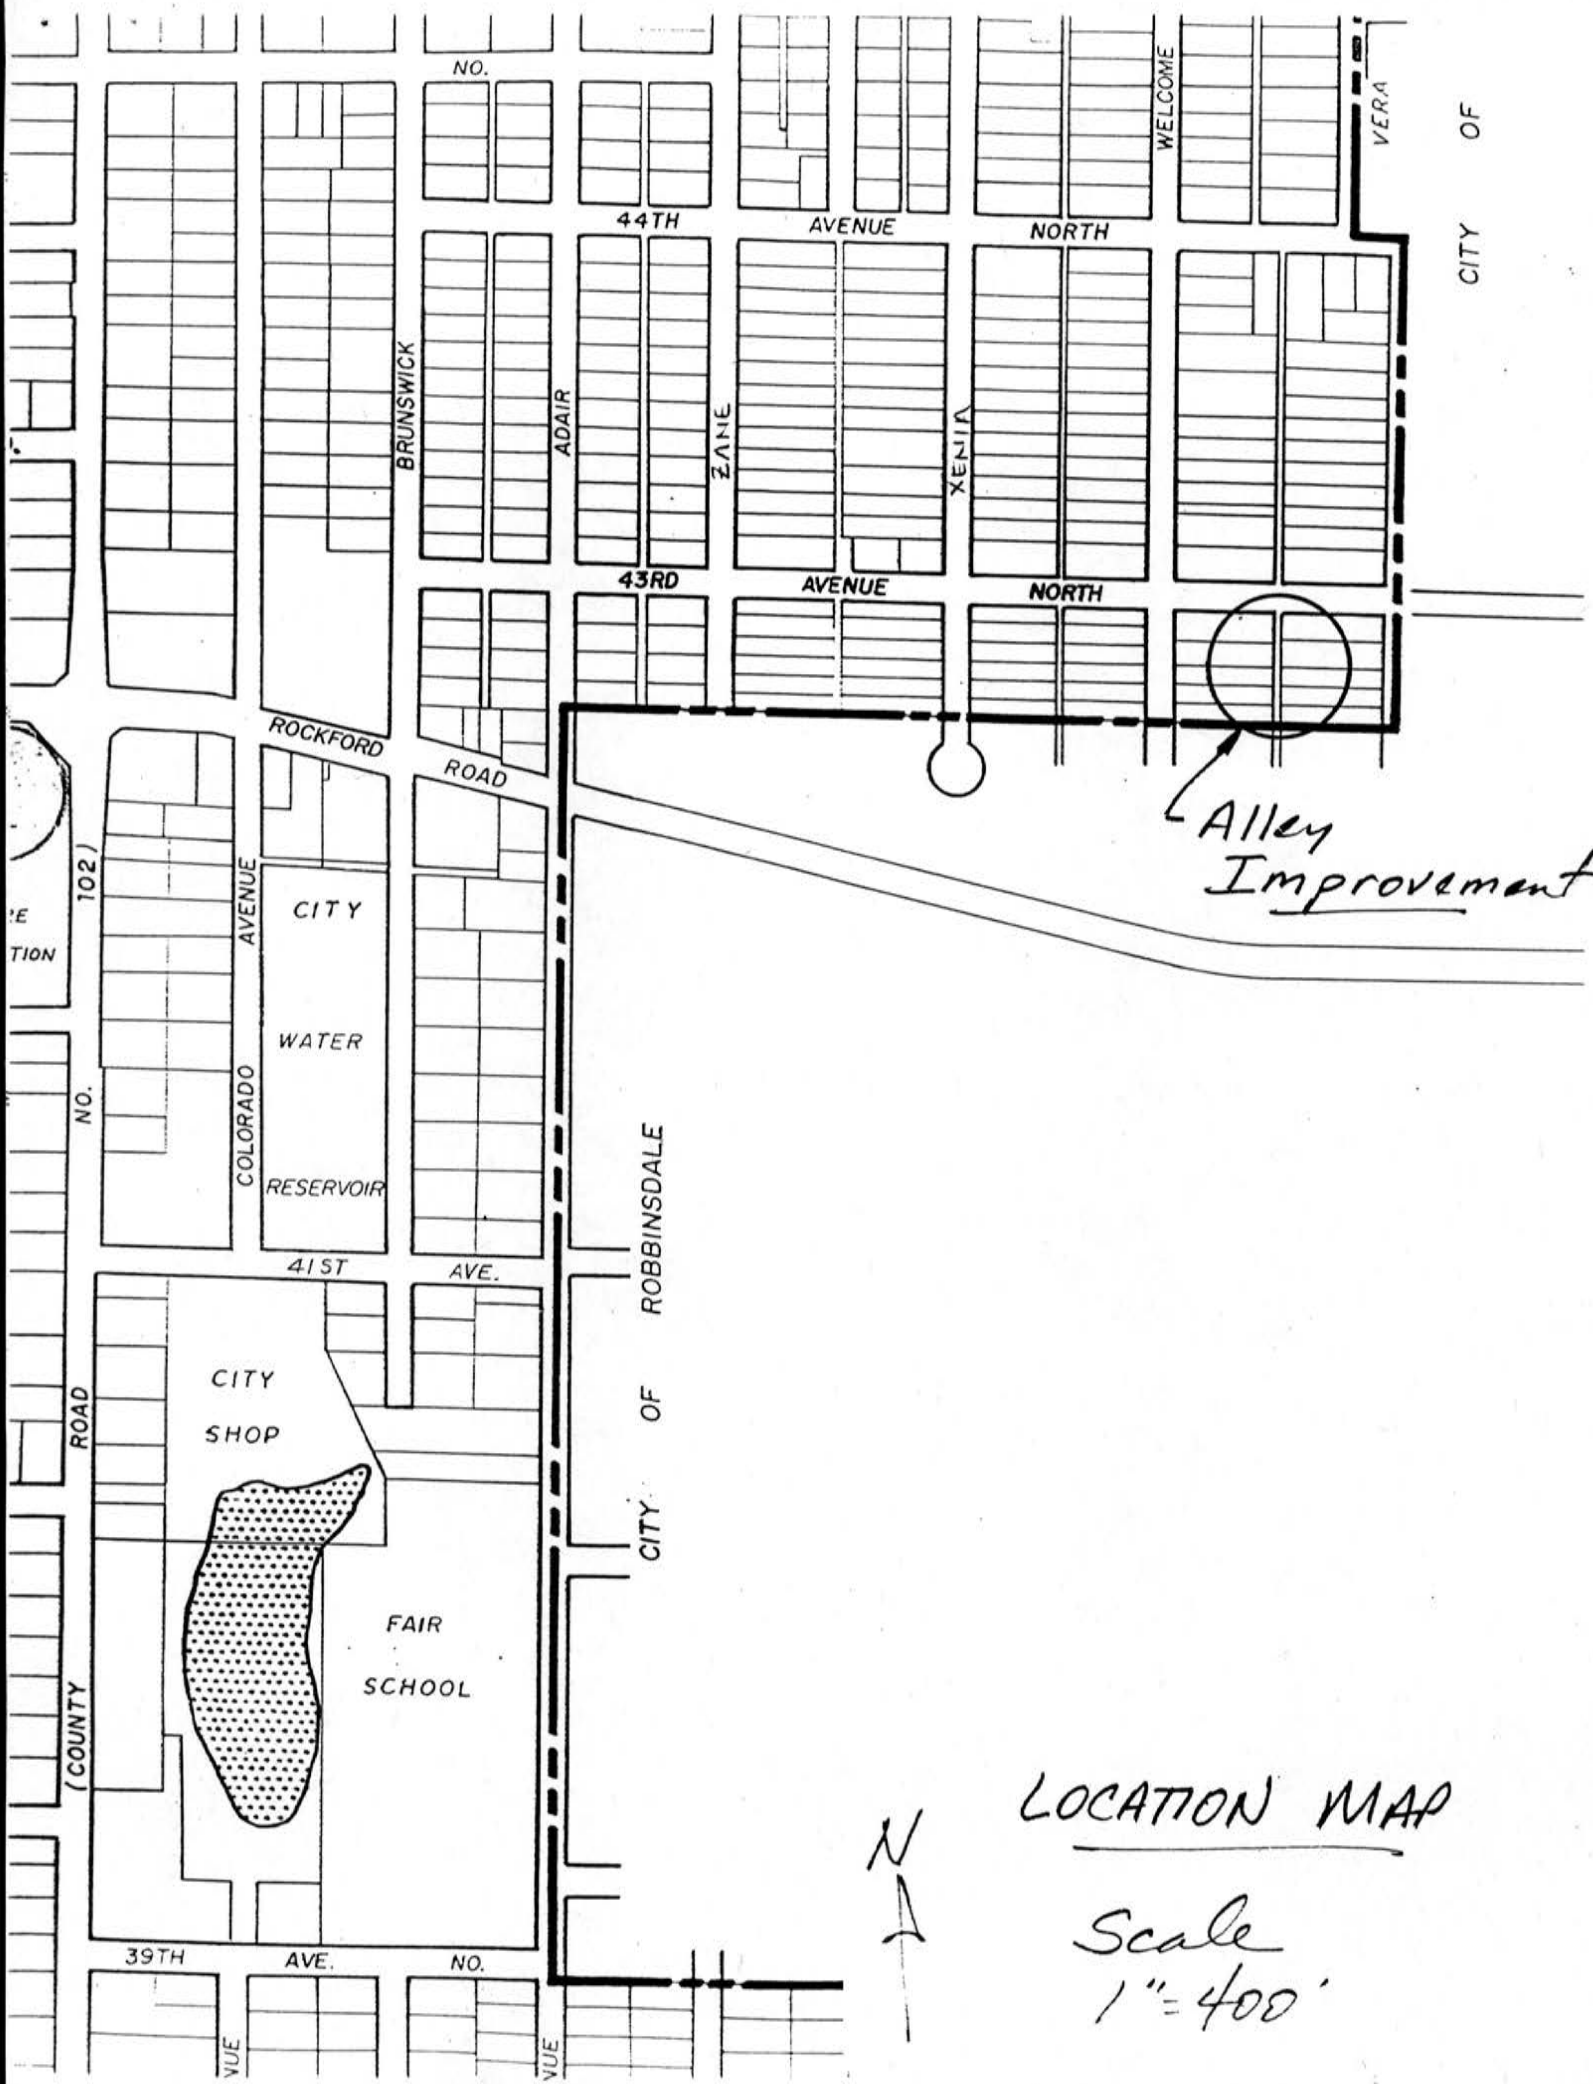 NO.
WELCOME
VERA
CITY OF
44TH AVENUE NORTH
BRUNSWICK
ADAIR
ZANE
XENIA
43RD AVENUE NORTH
ROCKFORD ROAD
Alley
Improvement
102)
NO.
ROAD
(COUNTY
AVENUE
COLORADO
CITY
WATER
RESERVOIR
TION
41ST AVE.
CITY OF ROBBINSDALE
CITY
SHOP
FAIR
SCHOOL
LOCATION MAP
N
Scale
1"=400'
39TH AVE. NO.
NUE
NUE